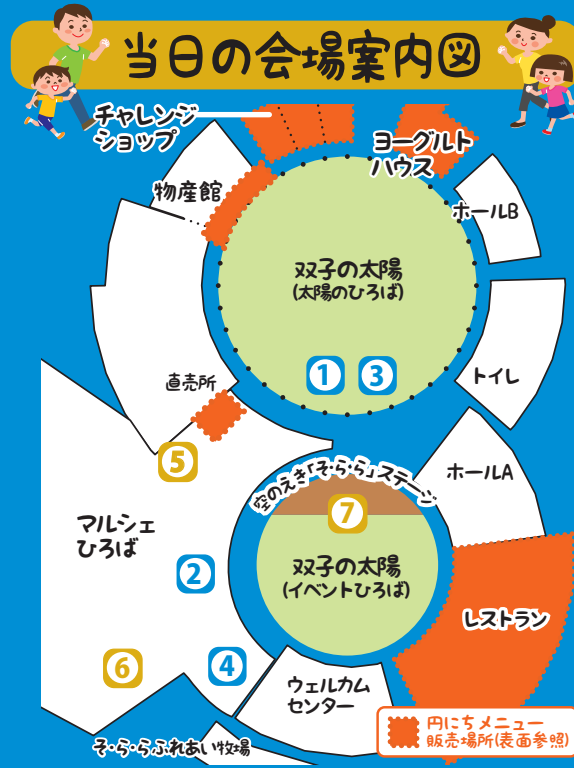 当日の会場案内図
チャレンジ
ショップ
ヨーグルト
ハウス
物産館
ホールB
双子の太陽
(太陽のひろば)
1 3
直売所
トイレ
5
空のえき「そ・ら・ら」ステージ
ホールA
7
マルシェ
ひろば
双子の太陽
(イベントひろば)
2
レストラン
6
4
ウェルカム
センター
円にちメニュー
販売場所(表面参照)
そ・ら・らふれあい牧場